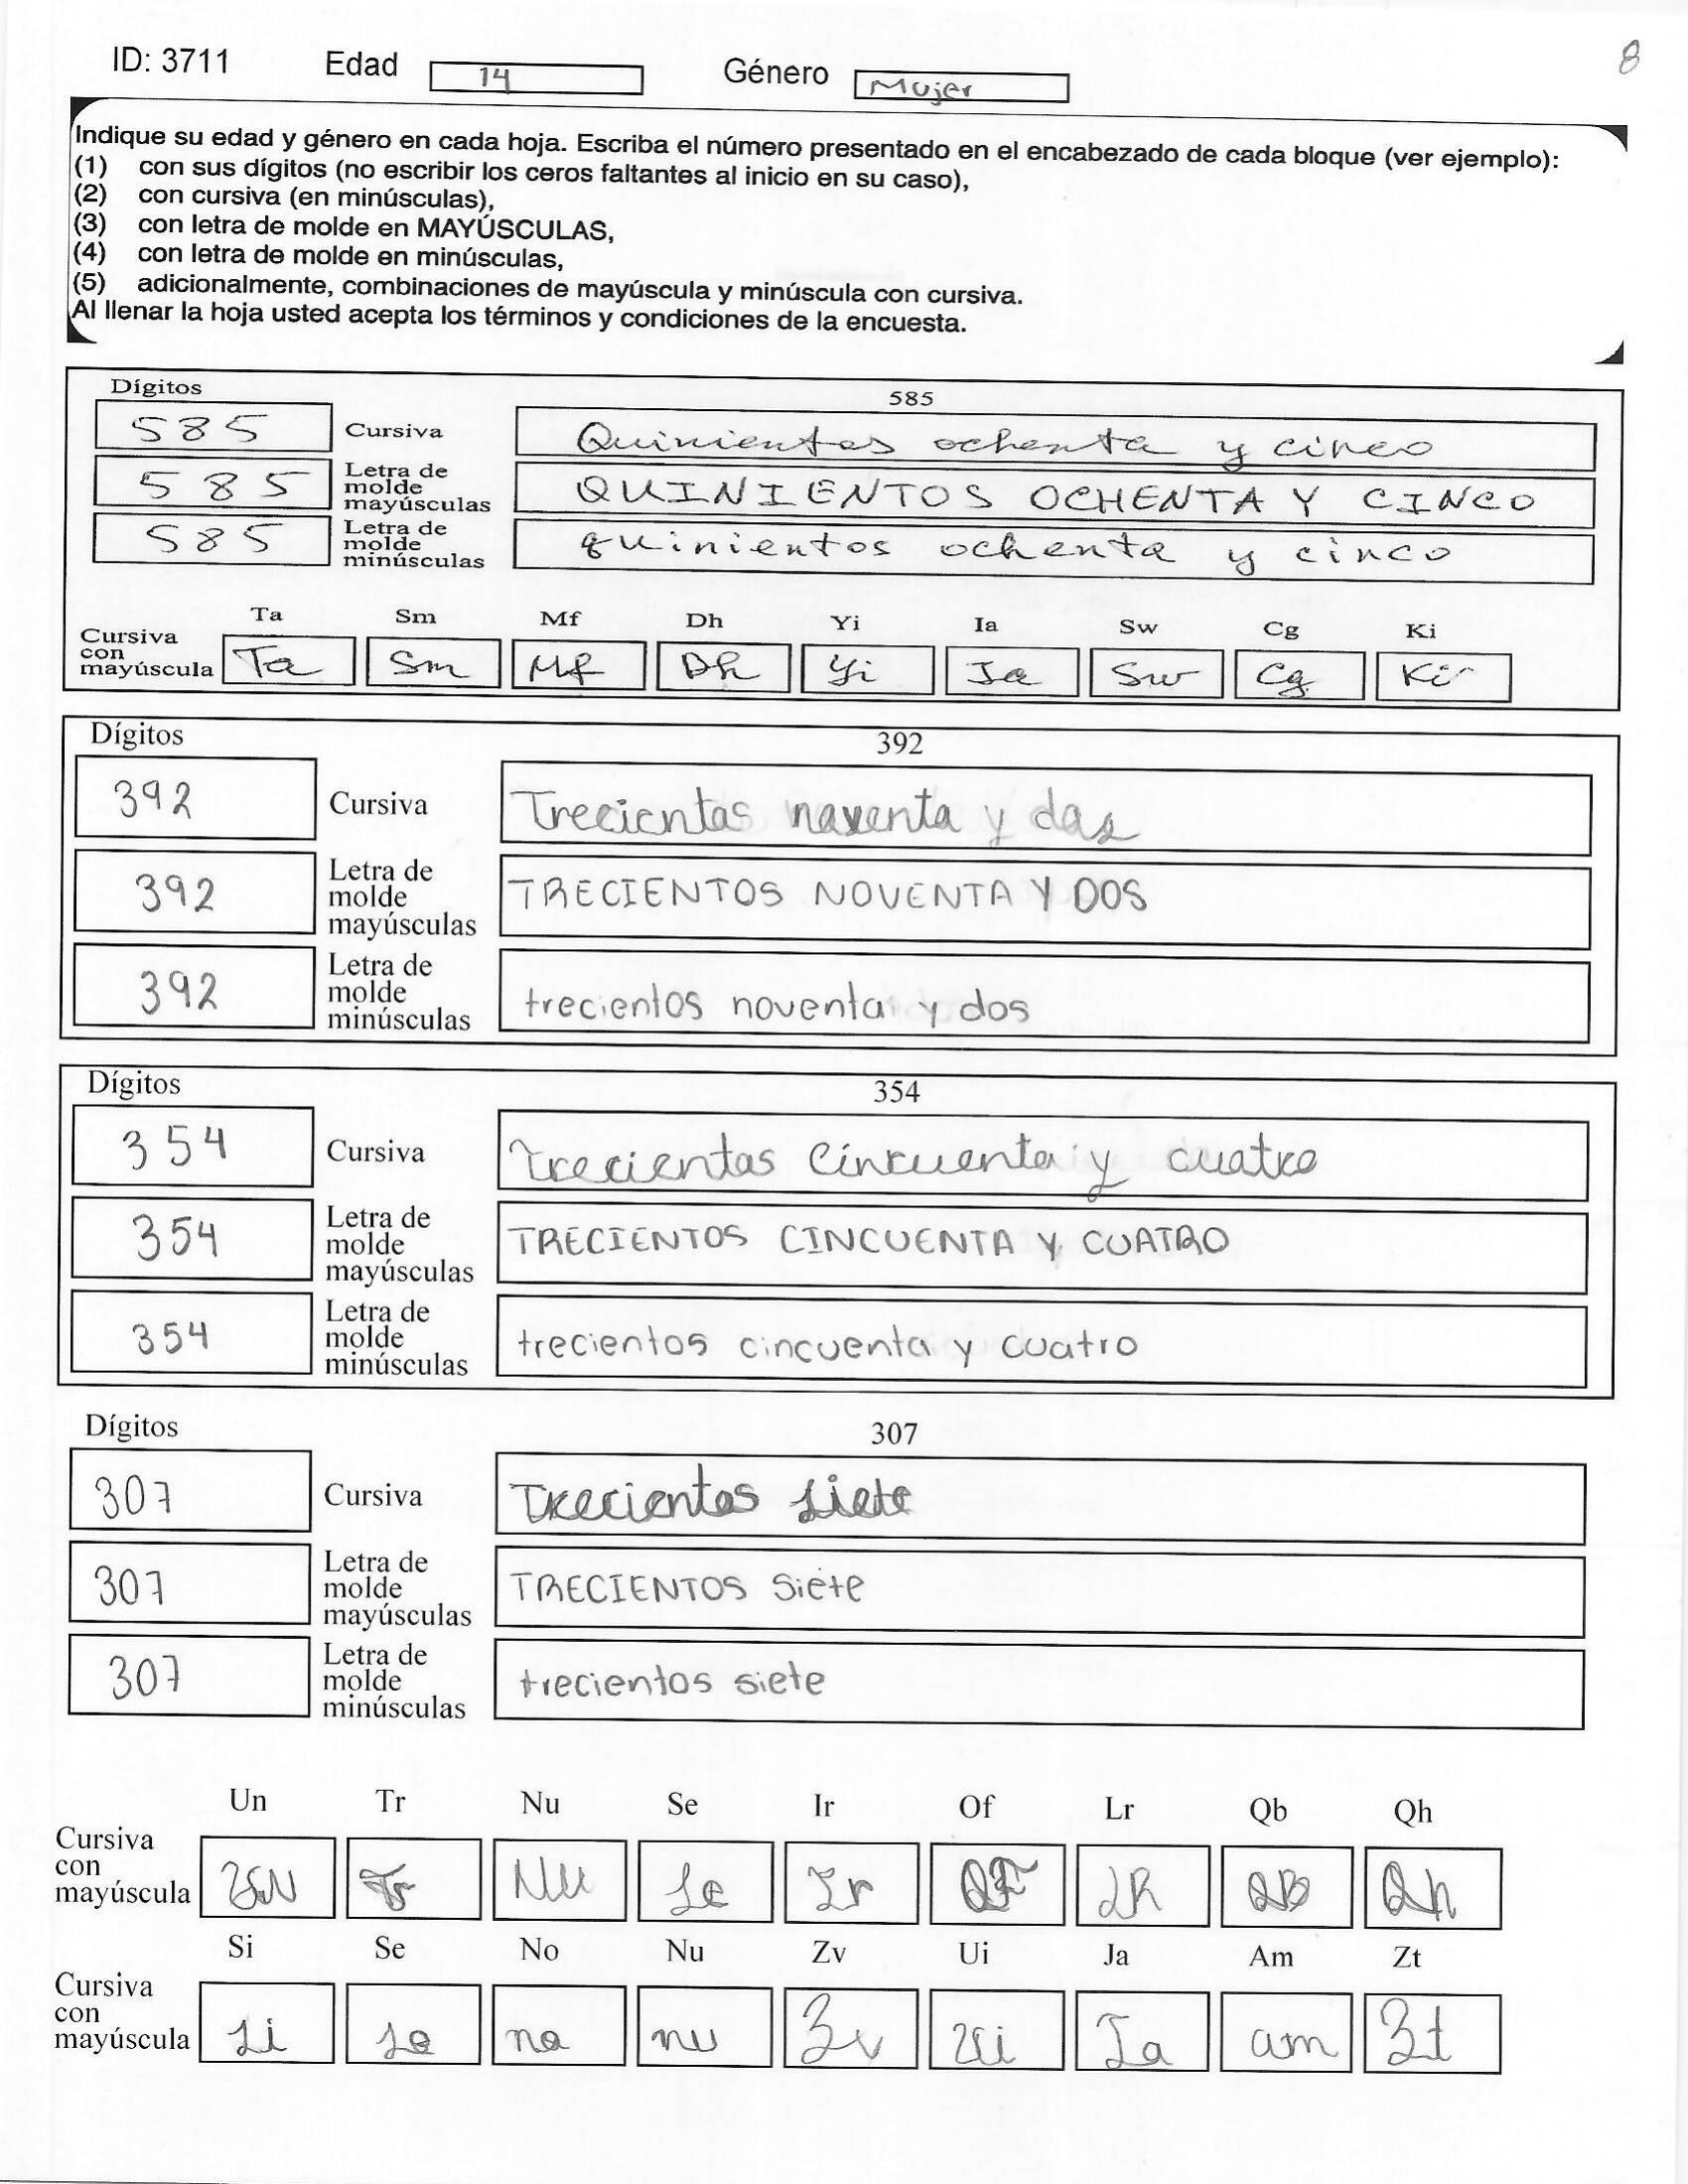 ID: 3711 Edad 14 Género Mujer 8
Indique su edad y género en cada hoja. Escriba el número presentado en el encabezado de cada bloque (ver ejemplo):
(1) con sus dígitos (no escribir los ceros faltantes al inicio en su caso),
(2) con cursiva (en minúsculas),
(3) con letra de molde en MAYÚSCULAS,
(4) con letra de molde en minúsculas,
(5) adicionalmente, combinaciones de mayúscula y minúscula con cursiva.
Al llenar la hoja usted acepta los términos y condiciones de la encuesta.
Dígitos 585
585 Cursiva Quinientos ochenta y cinco
585 Letra de molde mayúsculas QUINIENTOS OCHENTA Y CINCO
585 Letra de molde minúsculas quinientos ochenta y cinco
Ta Sm Mf Dh Yi Ia Sw Cg Ki
Cursiva con mayúscula Ta Sm Mf Dh Yi Ia Sw Cg Ki
Dígitos 392
392 Cursiva Trecientos noventa y dos
392 Letra de molde mayúsculas TRECIENTOS NOVENTA Y DOS
392 Letra de molde minúsculas trecientos noventa y dos
Dígitos 354
354 Cursiva Trecientos Cincuenta y cuatro
354 Letra de molde mayúsculas TRECIENTOS CINCUENTA Y CUATRO
354 Letra de molde minúsculas trecientos cincuenta y cuatro
Dígitos 307
307 Cursiva Trecientos siete
307 Letra de molde mayúsculas TRECIENTOS Siete
307 Letra de molde minúsculas trecientos siete
Un Tr Nu Se Ir Of Lr Qb Qh
Cursiva con mayúscula UN Tr Nu Se Ir OF LR QB Qh
Si Se No Nu Zv Ui Ja Am Zt
Cursiva con mayúscula Si Se no nu Zv Ui Ja am Zt